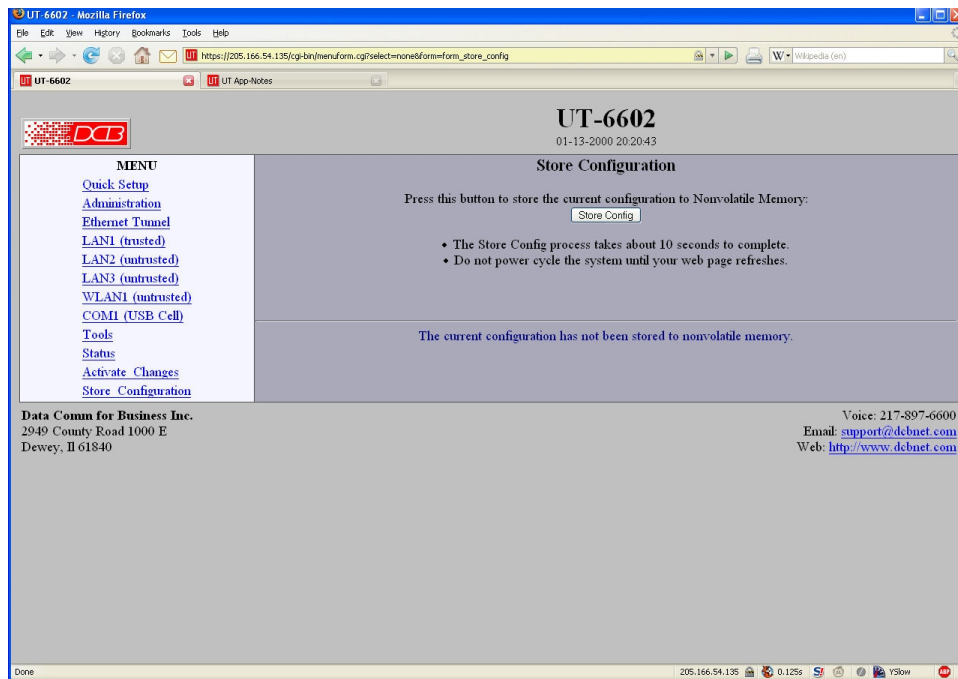 UT-6602 - Mozilla Firefox
File Edit View History Bookmarks Tools Help
https://205.166.54.135/cgi-bin/menuform.cgi?select=none&form=form_store_config
W Wikipedia (en)
UT UT-6602
UT UT App-Notes
DCB
UT-6602
01-13-2000 20:20:43
MENU
Quick Setup
Administration
Ethernet Tunnel
LAN1 (trusted)
LAN2 (untrusted)
LAN3 (untrusted)
WLAN1 (untrusted)
COM1 (USB Cell)
Tools
Status
Activate Changes
Store Configuration
Store Configuration
Press this button to store the current configuration to Nonvolatile Memory:
Store Config
• The Store Config process takes about 10 seconds to complete.
• Do not power cycle the system until your web page refreshes.
The current configuration has not been stored to nonvolatile memory.
Data Comm for Business Inc.
2949 County Road 1000 E
Dewey, Il 61840
Voice: 217-897-6600
Email: support@dcbnet.com
Web: http://www.dcbnet.com
Done
205.166.54.135 0.125s YSlow ABP